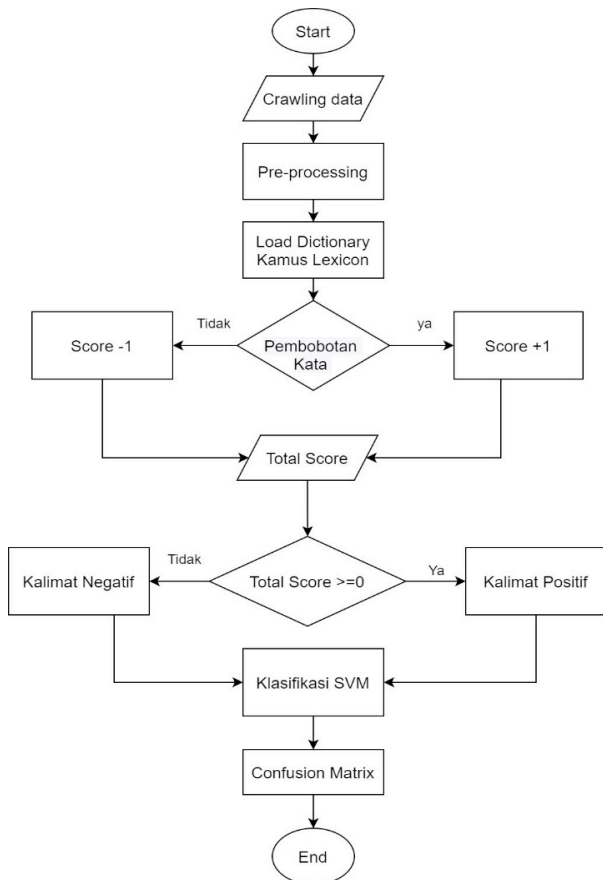 Start
Crawling data
Pre-processing
Load Dictionary
Kamus Lexicon
Tidak
ya
Score -1
Pembobotan
Kata
Score +1
Total Score
Tidak
Ya
Kalimat Negatif
Total Score >=0
Kalimat Positif
Klasifikasi SVM
Confusion Matrix
End